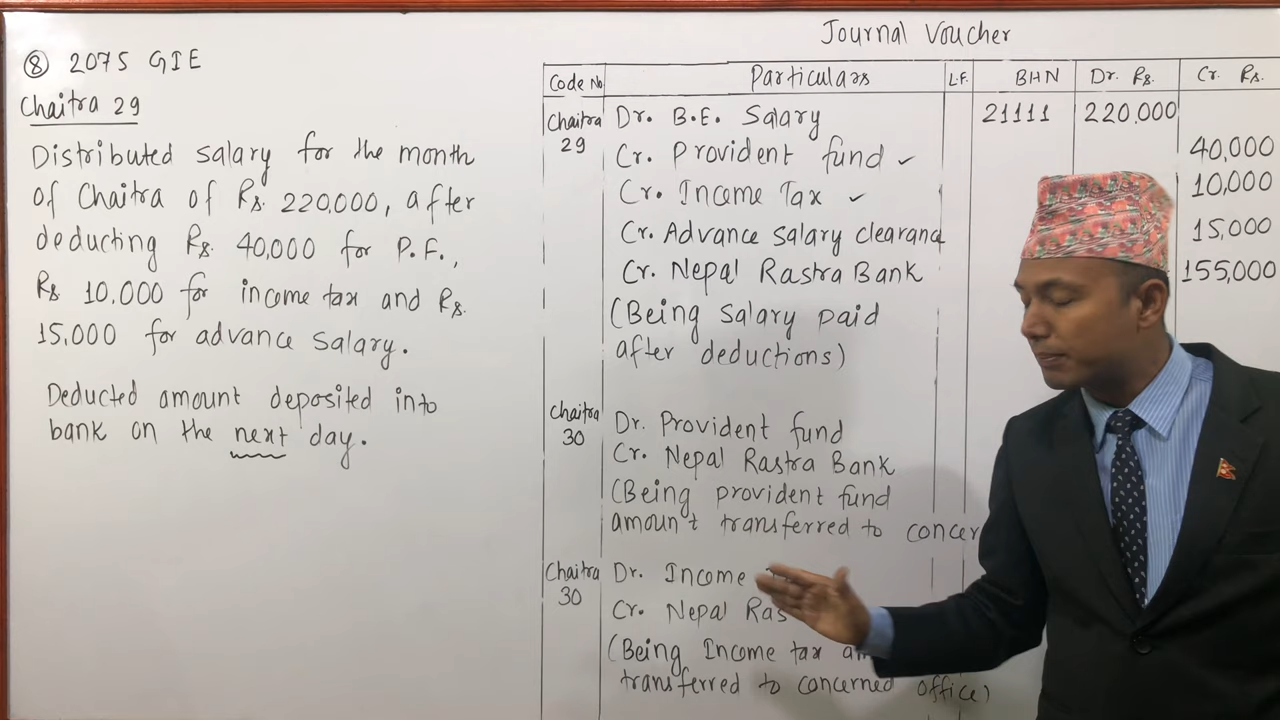 ⑧ 2075 GIE
Chaitra 29
Distributed salary for the month
of Chaitra of Rs. 220,000, after
deducting Rs. 40,000 for P.F.,
Rs 10,000 for income tax and Rs.
15,000 for advance salary.
Deducted amount deposited into
bank on the next day.
Journal Voucher
Code No Particulars L.F. BHN Dr. Rs. Cr. Rs.
Chaitra 29 Dr. B.E. Salary 21111 220,000
Cr. Provident fund ✓ 40,000
Cr. Income Tax ✓ 10,000
Cr. Advance salary clearance 15,000
Cr. Nepal Rastra Bank 155,000
(Being salary paid
after deductions)
Chaitra 30 Dr. Provident fund
Cr. Nepal Rastra Bank
(Being provident fund
amount transferred to
Chaitra 30 Dr. Income
Cr. Nepal
(Being Income tax
transferred to concerned office)